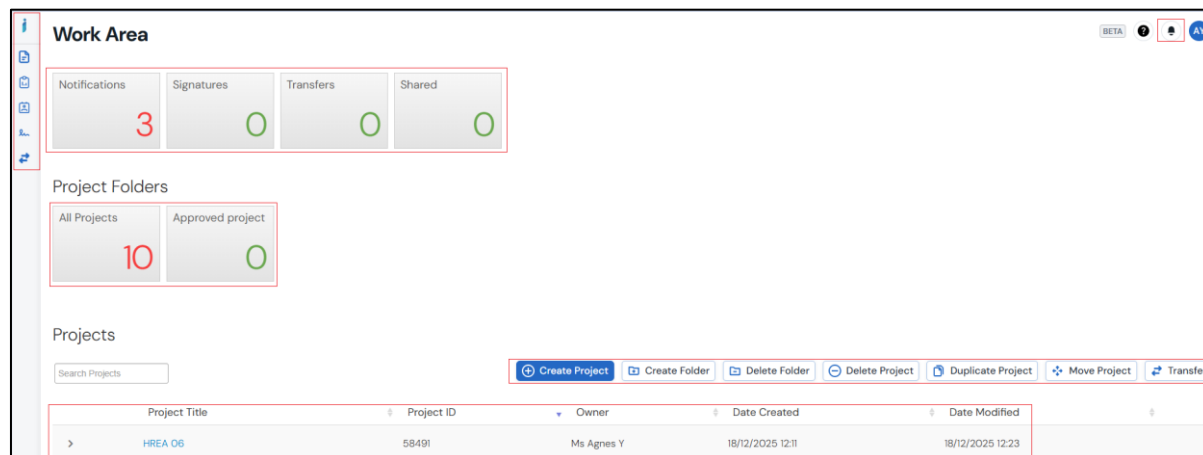 Work Area
BETA ? AY
Notifications Signatures Transfers Shared
3 0 0 0
Project Folders
All Projects Approved project
10 0
Projects
Search Projects
Create Project Create Folder Delete Folder Delete Project Duplicate Project Move Project Transfe
Project Title Project ID Owner Date Created Date Modified
HREA 06 58491 Ms Agnes Y 18/12/2025 12:11 18/12/2025 12:23